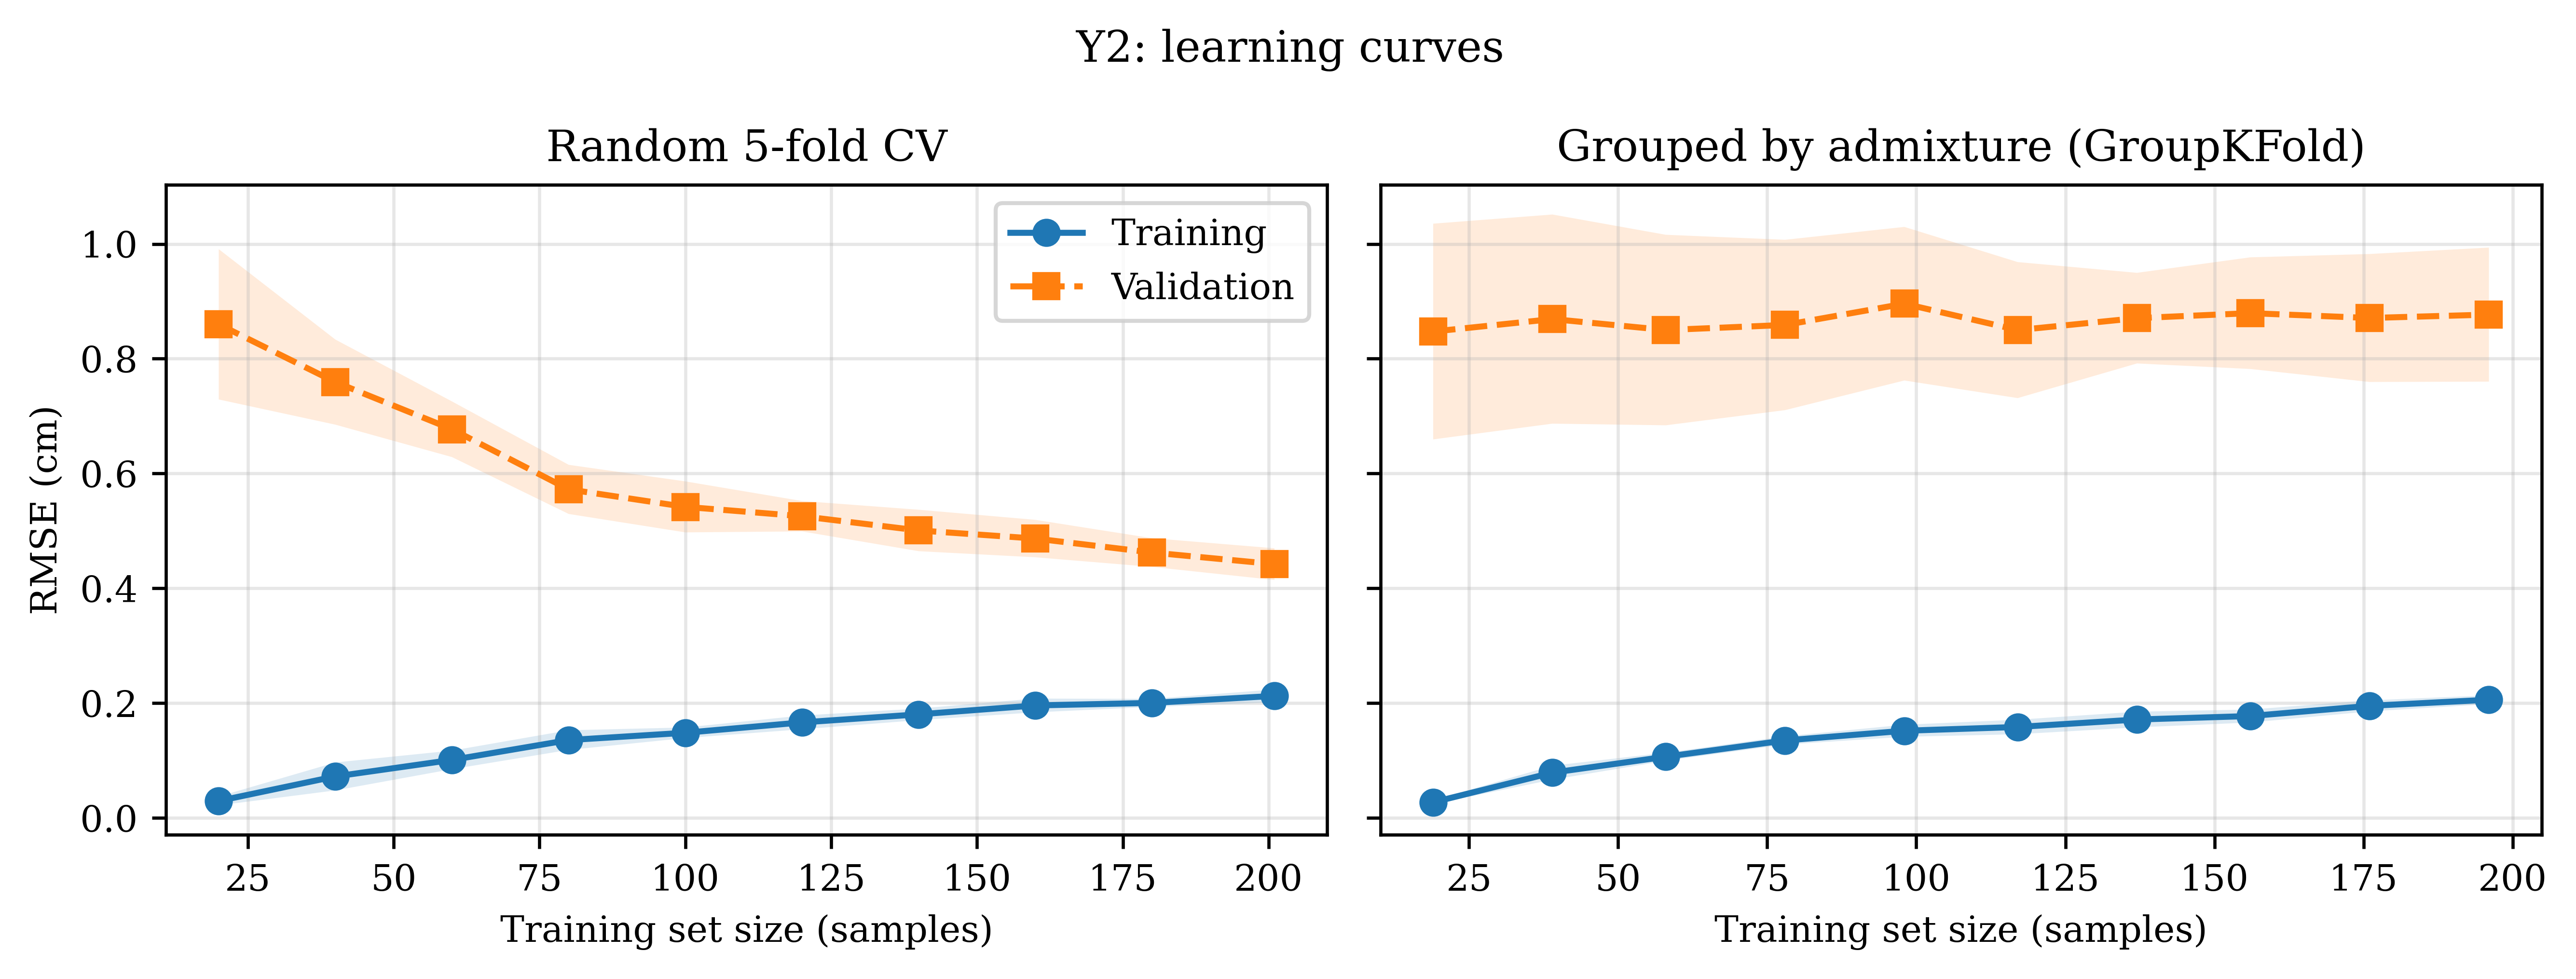 Y2: learning curves
Random 5-fold CV
Grouped by admixture (GroupKFold)
Training
Validation
RMSE (cm)
1.0
0.8
0.6
0.4
0.2
0.0
25 50 75 100 125 150 175 200
25 50 75 100 125 150 175 200
Training set size (samples)
Training set size (samples)